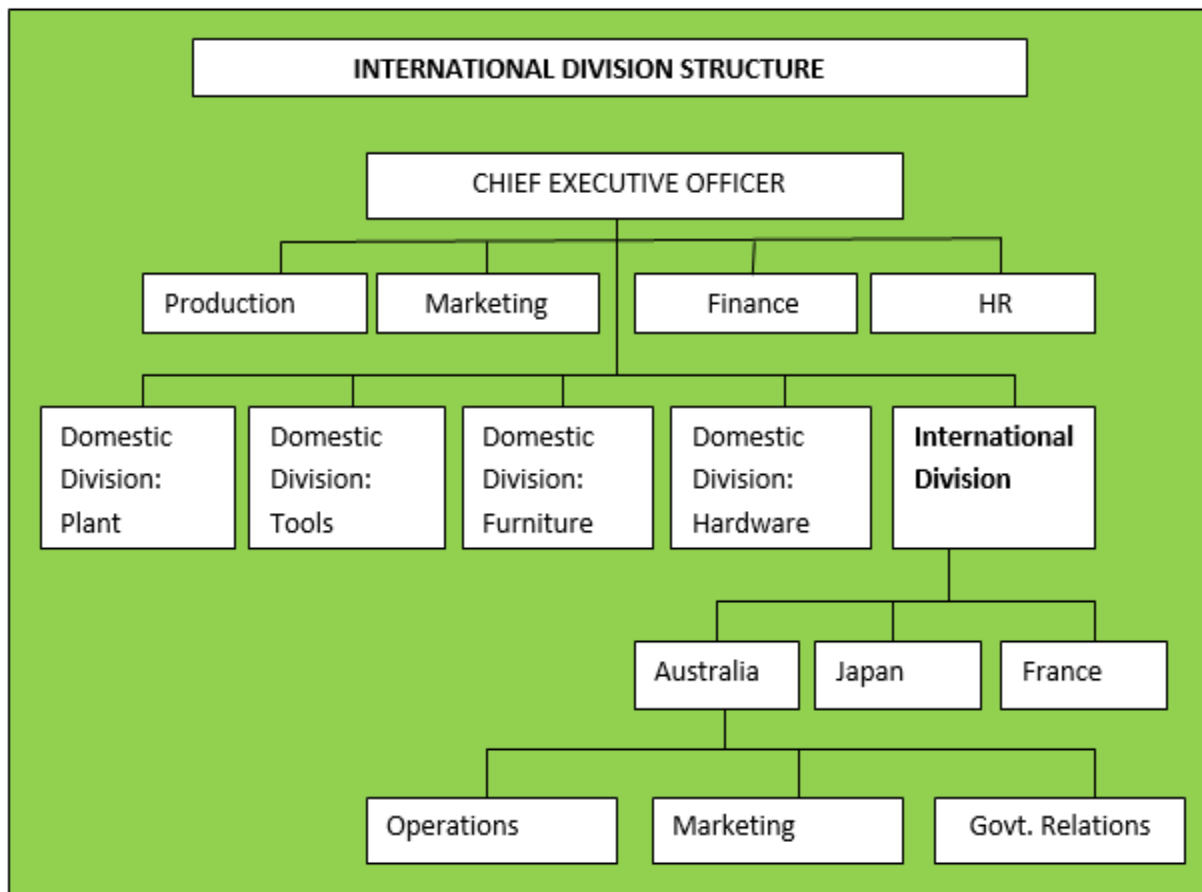 INTERNATIONAL DIVISION STRUCTURE
CHIEF EXECUTIVE OFFICER
Production
Marketing
Finance
HR
Domestic
Division:
Plant
Domestic
Division:
Tools
Domestic
Division:
Furniture
Domestic
Division:
Hardware
International
Division
Australia
Japan
France
Operations
Marketing
Govt. Relations